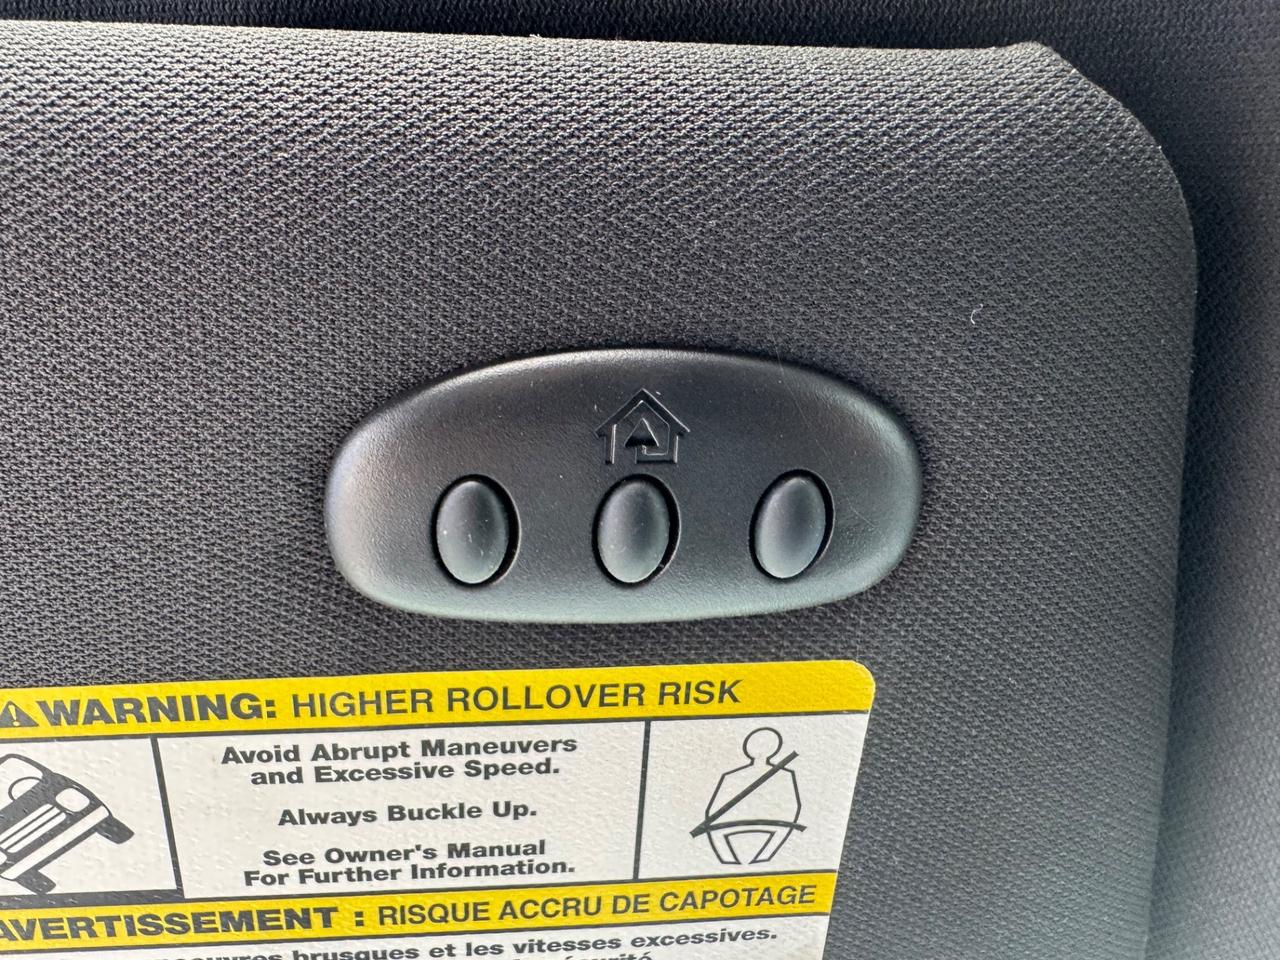 WARNING: HIGHER ROLLOVER RISK
Avoid Abrupt Maneuvers
and Excessive Speed.
Always Buckle Up.
See Owner's Manual
For Further Information.
AVERTISSEMENT : RISQUE ACCRU DE CAPOTAGE
brusques et les vitesses excessives.